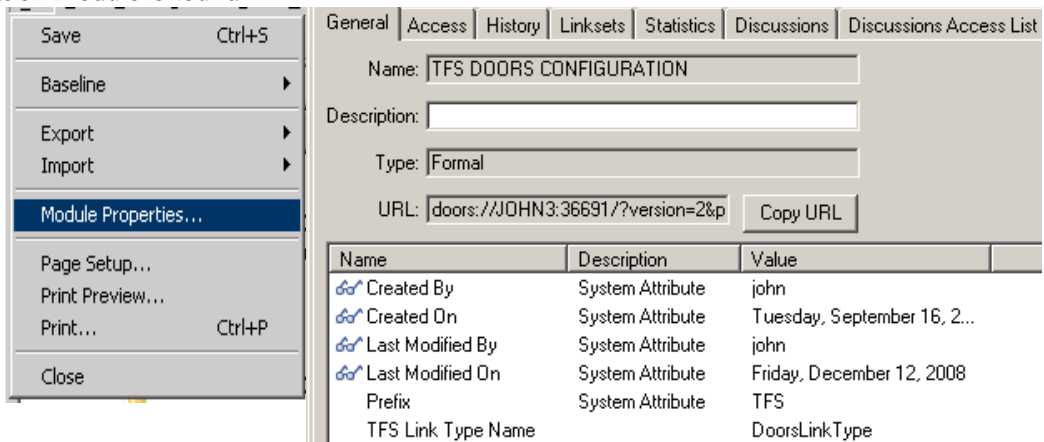 Save Ctrl+S
Baseline
Export
Import
Module Properties...
Page Setup...
Print Preview...
Print... Ctrl+P
Close
General Access History Linksets Statistics Discussions Discussions Access List
Name: TFS DOORS CONFIGURATION
Description:
Type: Formal
URL: doors://JOHN3:36691/?version=2&p Copy URL
Name Description Value
Created By System Attribute john
Created On System Attribute Tuesday, September 16, 2...
Last Modified By System Attribute john
Last Modified On System Attribute Friday, December 12, 2008
Prefix System Attribute TFS
TFS Link Type Name DoorsLinkType